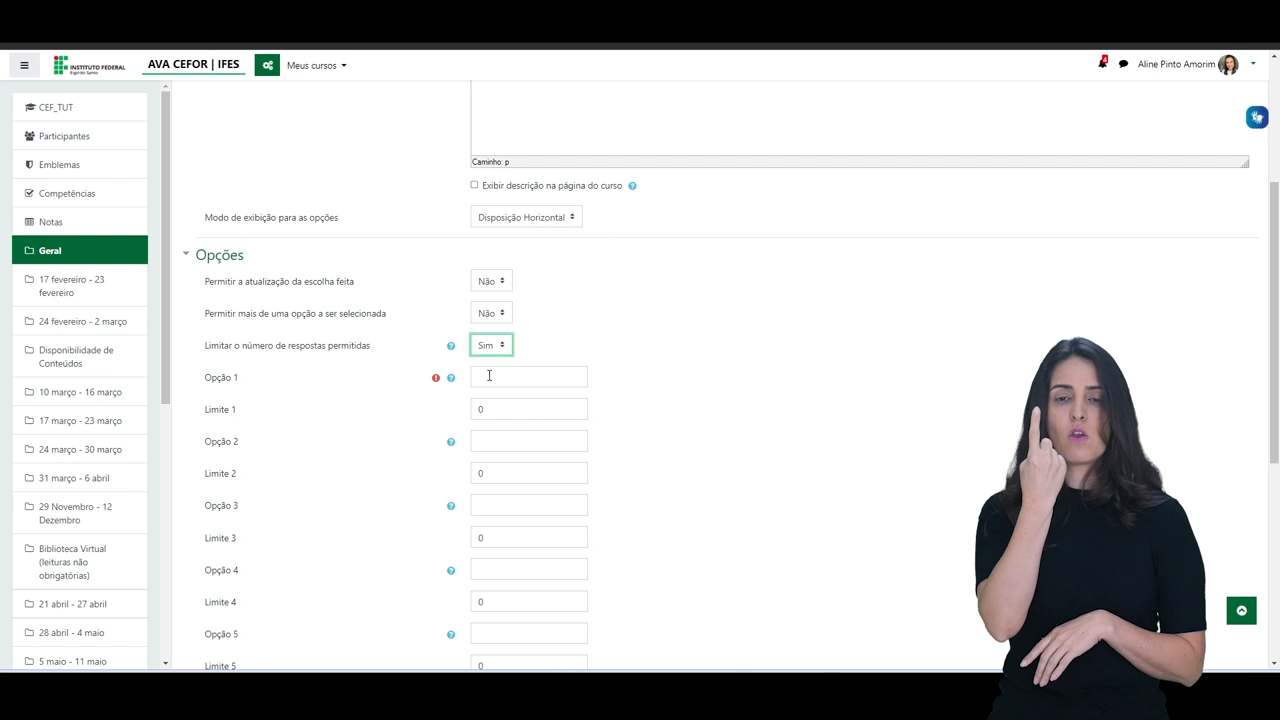 INSTITUTO FEDERAL
Espírito Santo
AVA CEFOR | IFES
Meus cursos
Aline Pinto Amorim
CEF_TUT
Participantes
Emblemas
Competências
Notas
Geral
17 fevereiro - 23
fevereiro
24 fevereiro - 2 março
Disponibilidade de
Conteúdos
10 março - 16 março
17 março - 23 março
24 março - 30 março
31 março - 6 abril
29 Novembro - 12
Dezembro
Biblioteca Virtual
(leituras não
obrigatórias)
21 abril - 27 abril
28 abril - 4 maio
5 maio - 11 maio
Caminho: p
Exibir descrição na página do curso
Modo de exibição para as opções
Disposição Horizontal
Opções
Permitir a atualização da escolha feita
Não
Permitir mais de uma opção a ser selecionada
Não
Limitar o número de respostas permitidas
Sim
Opção 1
Limite 1
0
Opção 2
Limite 2
0
Opção 3
Limite 3
0
Opção 4
Limite 4
0
Opção 5
Limite 5
0